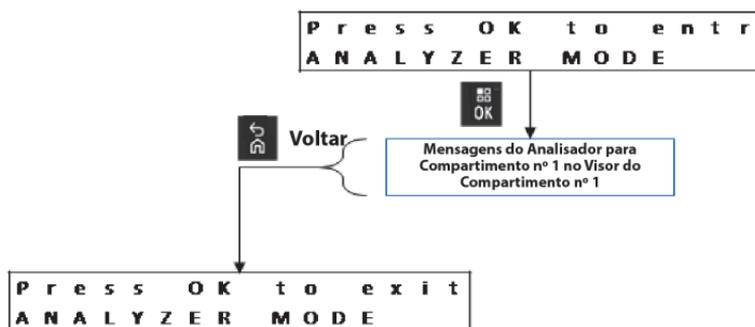 Press OK to entr
ANALYZER MODE
OK
Voltar
Mensagens do Analisador para
Compartimento nº 1 no Visor do
Compartimento nº 1
Press OK to exit
ANALYZER MODE